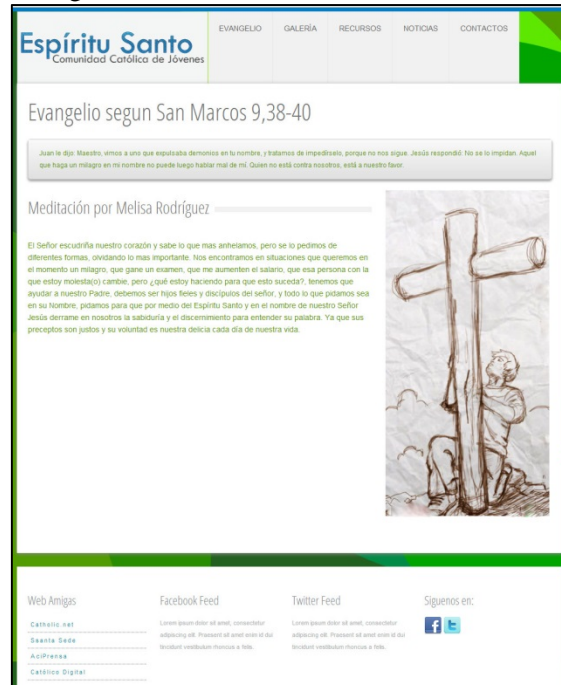 Espíritu Santo
Comunidad Católica de Jóvenes
EVANGELIO GALERÍA RECURSOS NOTICIAS CONTACTOS
Evangelio segun San Marcos 9,38-40
Juan le dijo: Maestro, vimos a uno que expulsaba demonios en tu nombre, y tratamos de impedírselo, porque no nos sigue. Jesús respondió: No se lo impidan. Aquel
que haga un milagro en mi nombre no puede luego hablar mal de mí. Quien no está contra nosotros, está a nuestro favor.
Meditación por Melisa Rodríguez
El Señor escudriña nuestro corazón y sabe lo que mas anhelamos, pero se lo pedimos de
diferentes formas, olvidando lo mas importante. Nos encontramos en situaciones que queremos en
el momento un milagro, que gane un examen, que me aumenten el salario, que esa persona con la
que estoy molesta(o) cambie, pero ¿qué estoy haciendo para que esto suceda?, tenemos que
ayudar a nuestro Padre, debemos ser hijos fieles y discípulos del señor, y todo lo que pidamos sea
en su Nombre, pidamos para que por medio del Espíritu Santo y en el nombre de nuestro Señor
Jesús derrame en nosotros la sabiduría y el discernimiento para entender su palabra. Ya que sus
preceptos son justos y su voluntad es nuestra delicia cada día de nuestra vida.
Web Amigas
Catholic.net
Saanta Sede
AciPrensa
Católico Digital
Facebook Feed
Lorem ipsum dolor sit amet, consectetur
adipiscing elit. Praesent sit amet enim id dui
tincidunt vestibulum rhoncus a felis.
Twitter Feed
Lorem ipsum dolor sit amet, consectetur
adipiscing elit. Praesent sit amet enim id dui
tincidunt vestibulum rhoncus a felis.
Siguenos en:
f t